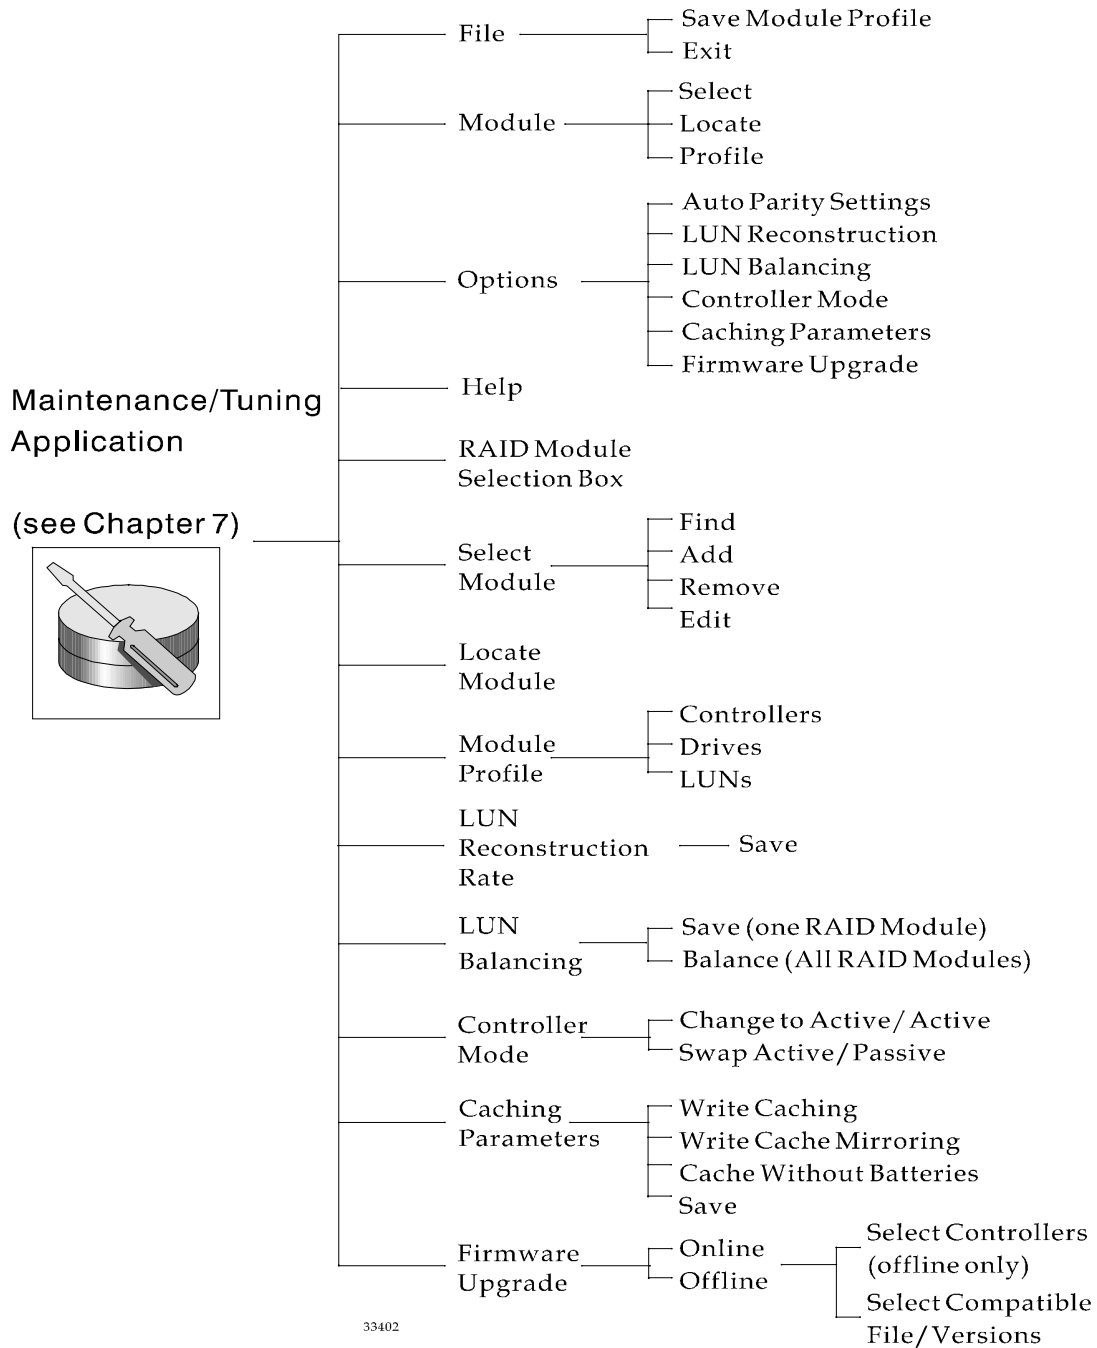 File
Save Module Profile
Exit
Module
Select
Locate
Profile
Options
Auto Parity Settings
LUN Reconstruction
LUN Balancing
Controller Mode
Caching Parameters
Firmware Upgrade
Help
Maintenance/Tuning
Application
(see Chapter 7)
RAID Module
Selection Box
Select
Module
Find
Add
Remove
Edit
Locate
Module
Module
Profile
Controllers
Drives
LUNs
LUN
Reconstruction
Rate
Save
LUN
Balancing
Save (one RAID Module)
Balance (All RAID Modules)
Controller
Mode
Change to Active/Active
Swap Active/Passive
Caching
Parameters
Write Caching
Write Cache Mirroring
Cache Without Batteries
Save
Firmware
Upgrade
Online
Offline
Select Controllers
(offline only)
Select Compatible
File/Versions
33402